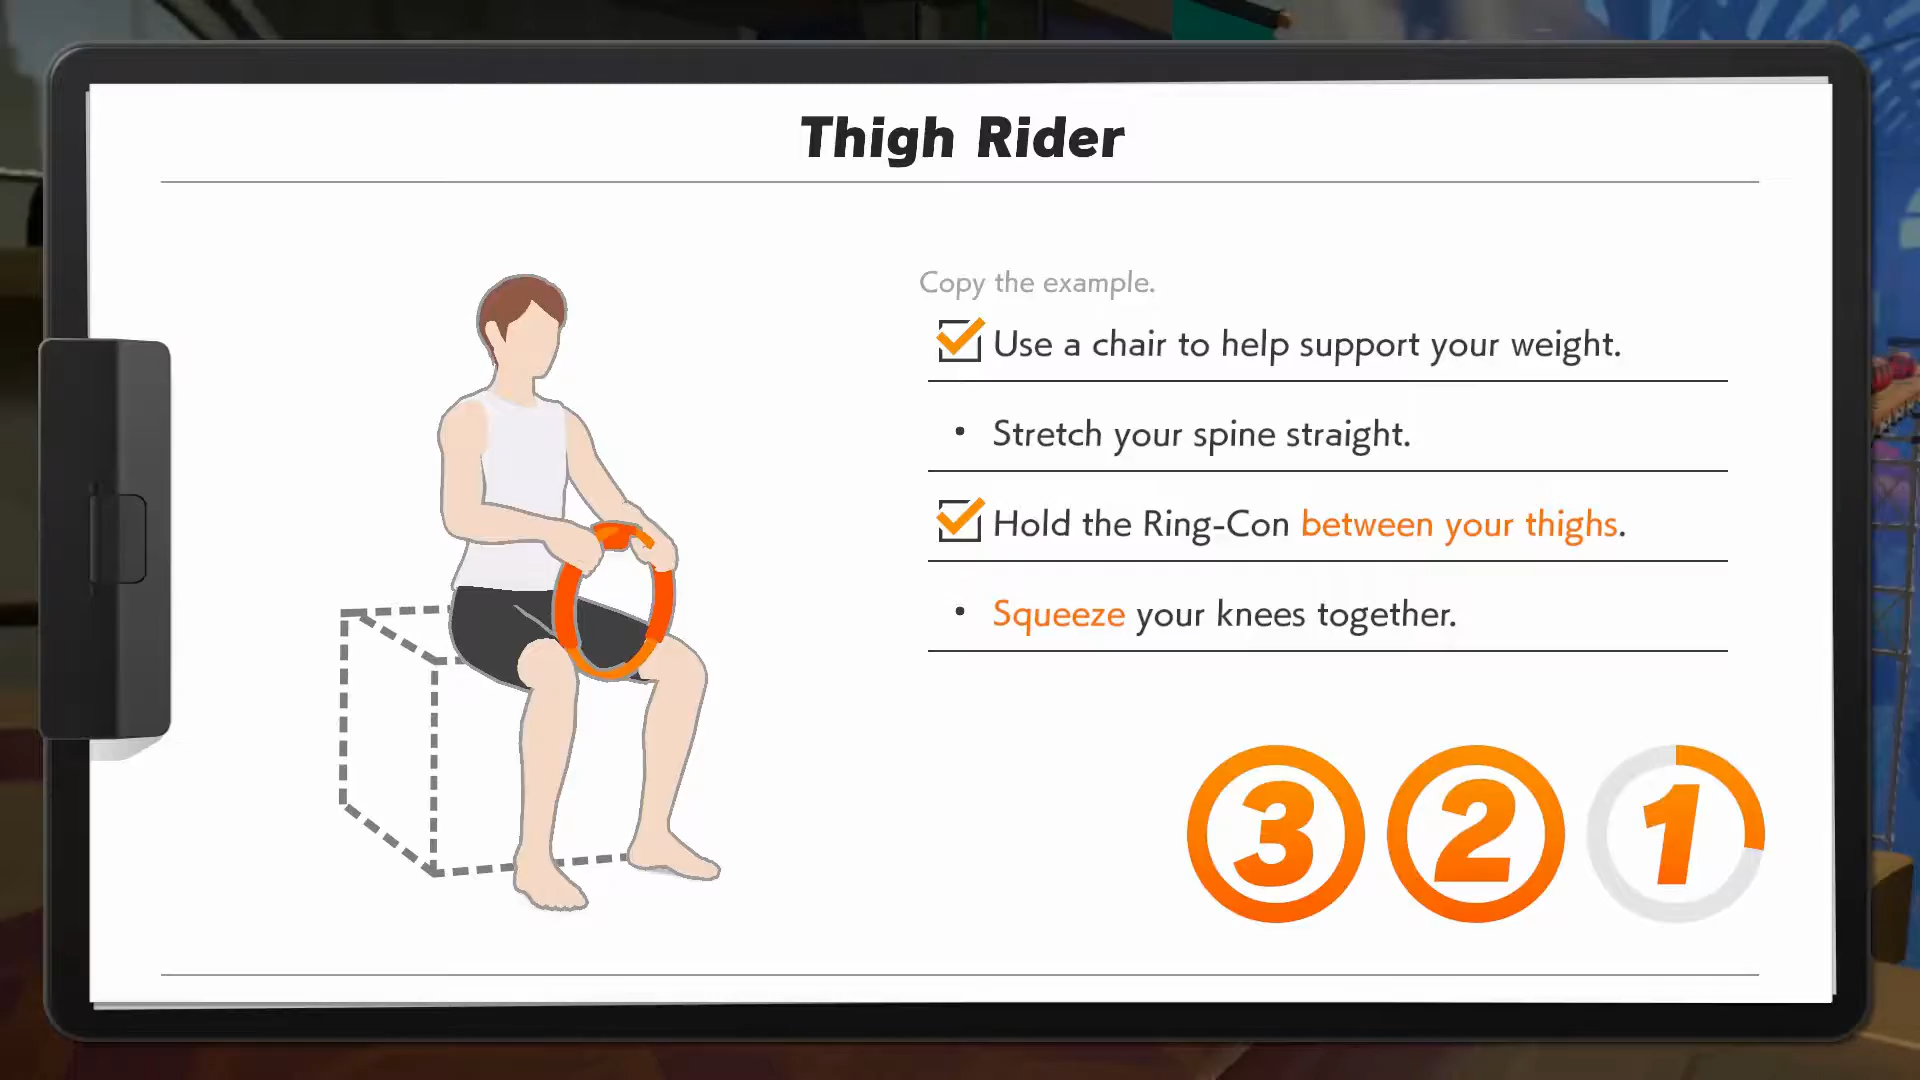 Thigh Rider
Copy the example.
Use a chair to help support your weight.
• Stretch your spine straight.
Hold the Ring-Con between your thighs.
• Squeeze your knees together.
3 2 1